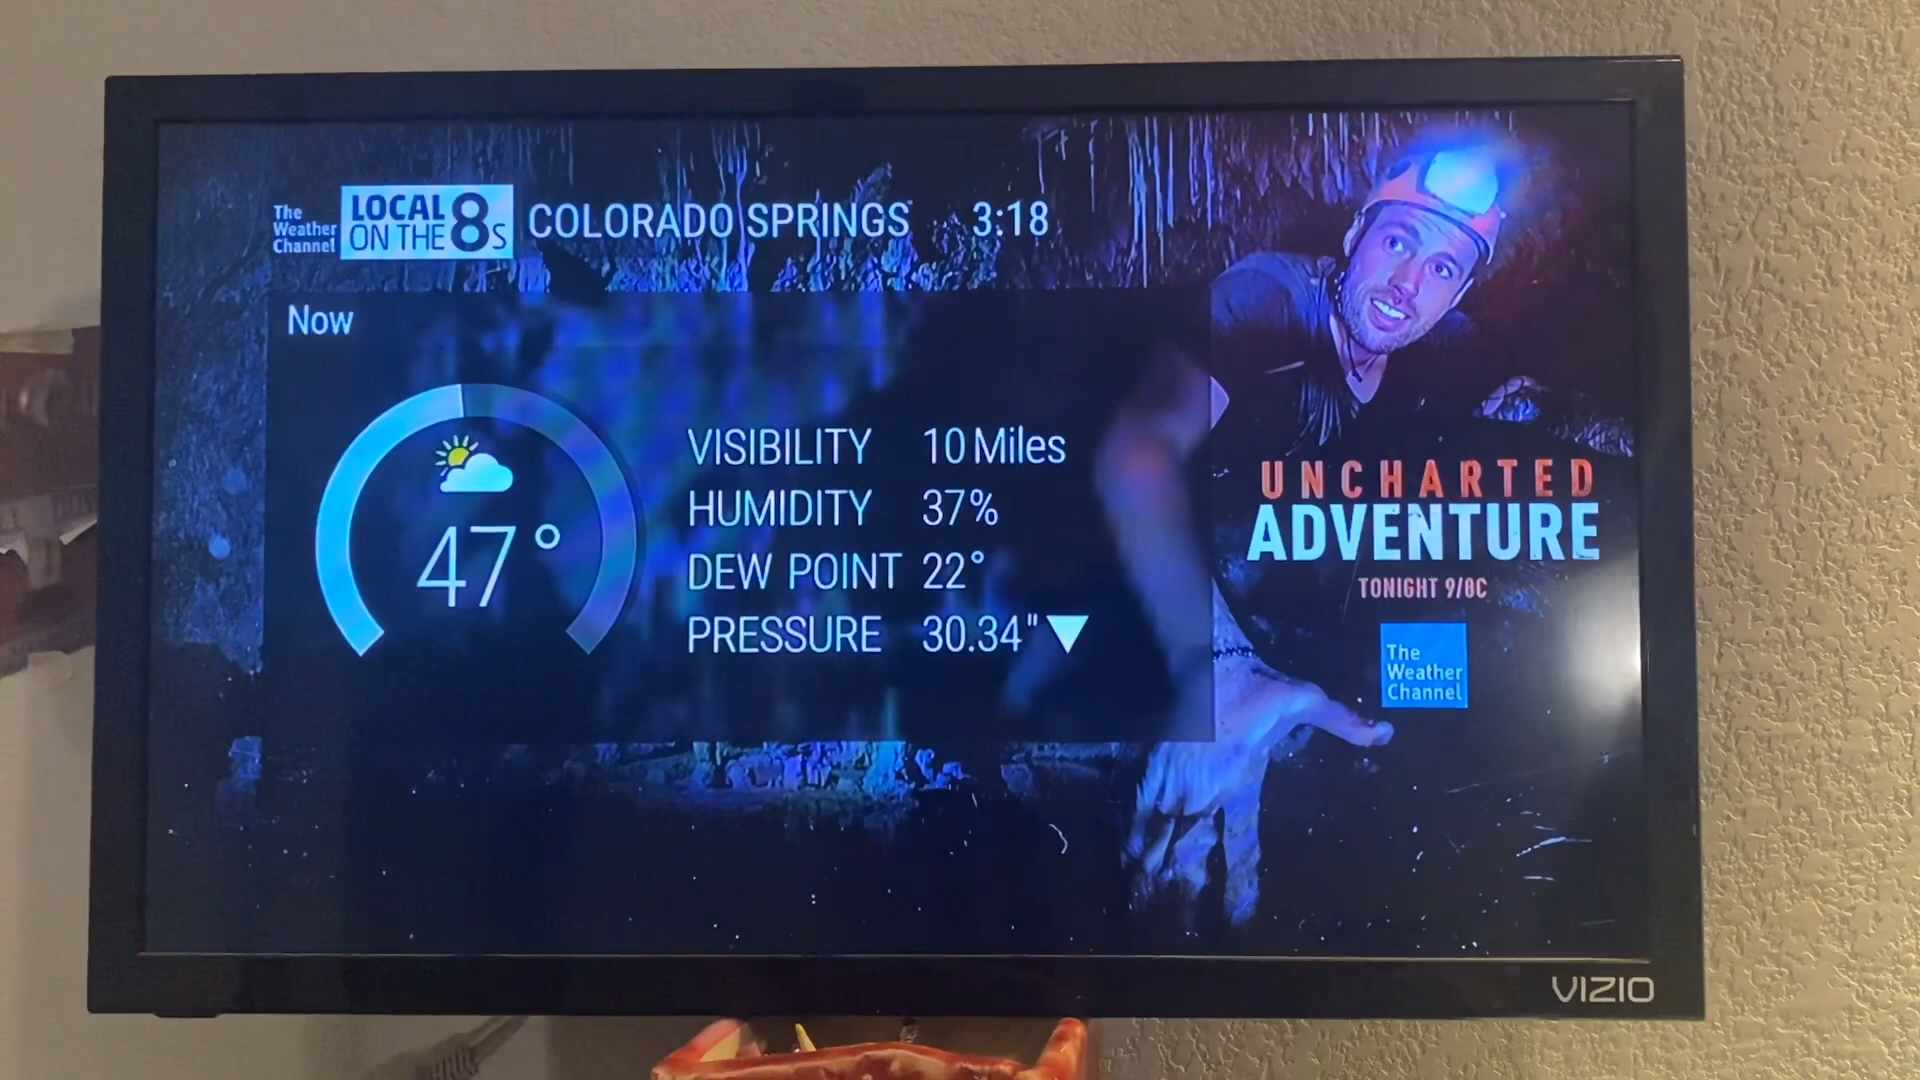 The Weather Channel
LOCAL ON THE 8s
COLORADO SPRINGS 3:18
Now
47°
VISIBILITY 10 Miles
HUMIDITY 37%
DEW POINT 22°
PRESSURE 30.34" ▼
UNCHARTED
ADVENTURE
TONIGHT 9/8C
The
Weather
Channel
VIZIO